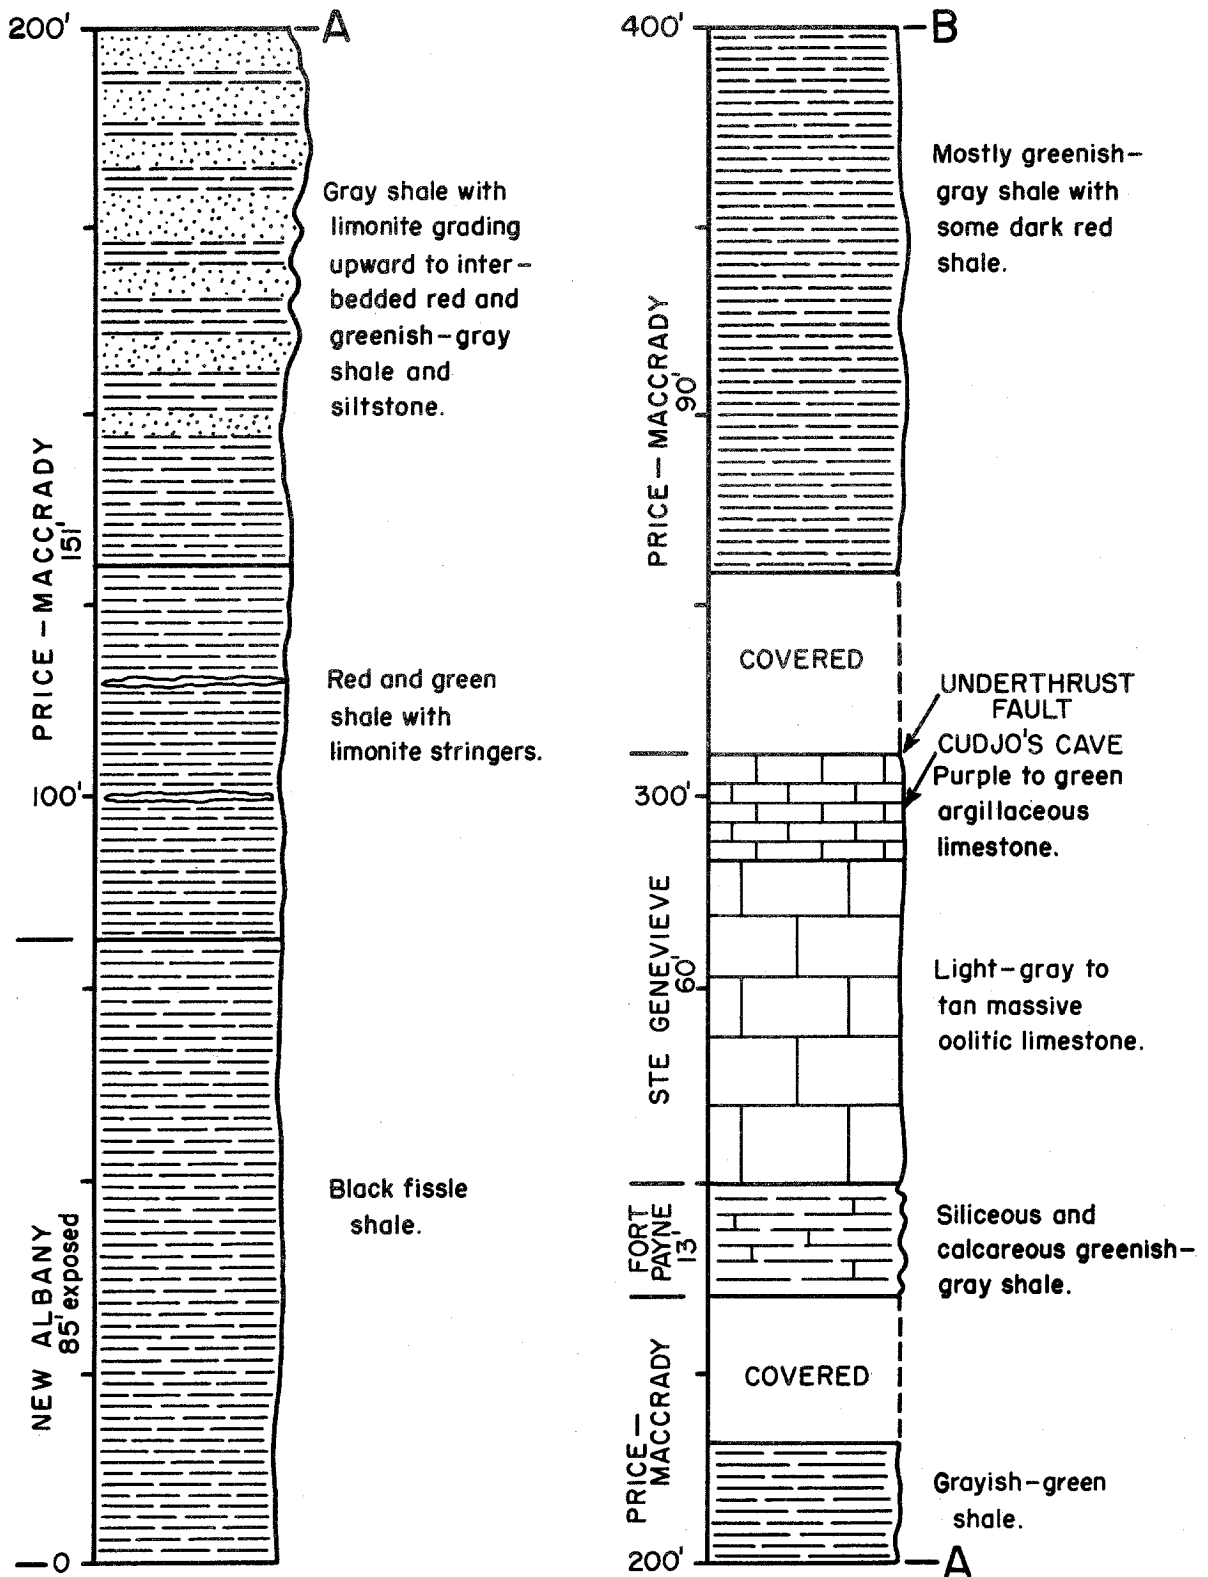 200'
A
Gray shale with
limonite grading
upward to inter-
bedded red and
greenish-gray
shale and
siltstone.
PRICE - MACCRADY
151'
Red and green
shale with
limonite stringers.
100'
Black fissle
shale.
NEW ALBANY
85' exposed
0
400'
B
Mostly greenish-
gray shale with
some dark red
shale.
PRICE - MACCRADY
90'
COVERED
UNDERTHRUST
FAULT
CUDJO'S CAVE
300'
Purple to green
argillaceous
limestone.
STE GENEVIEVE
60'
Light-gray to
tan massive
oolitic limestone.
FORT
PAYNE
13'
Siliceous and
calcareous greenish-
gray shale.
PRICE-
MACCRADY
COVERED
Grayish-green
shale.
200'
A